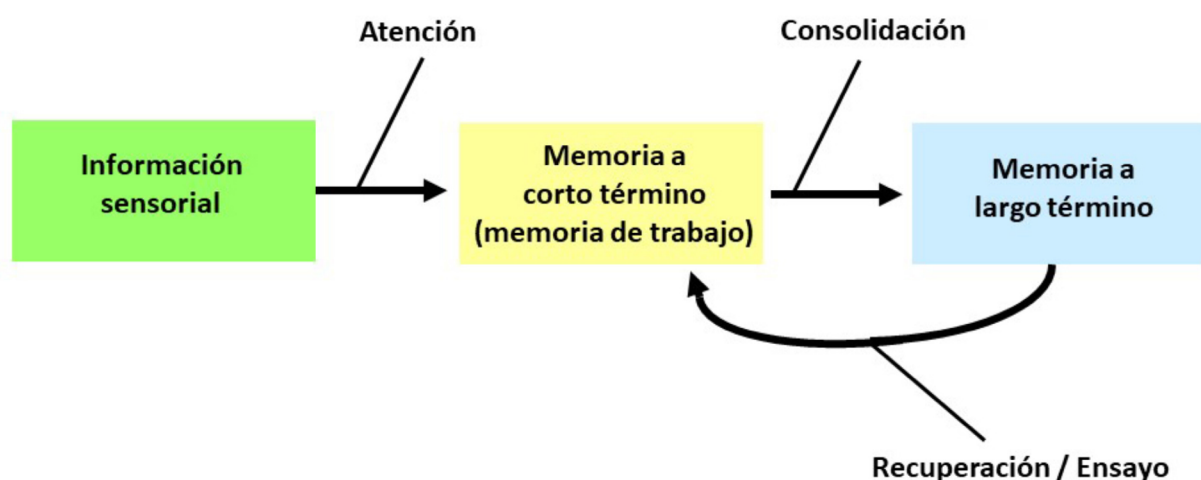 Atención
Consolidación
Información
sensorial
Memoria a
corto término
(memoria de trabajo)
Memoria a
largo término
Recuperación / Ensayo